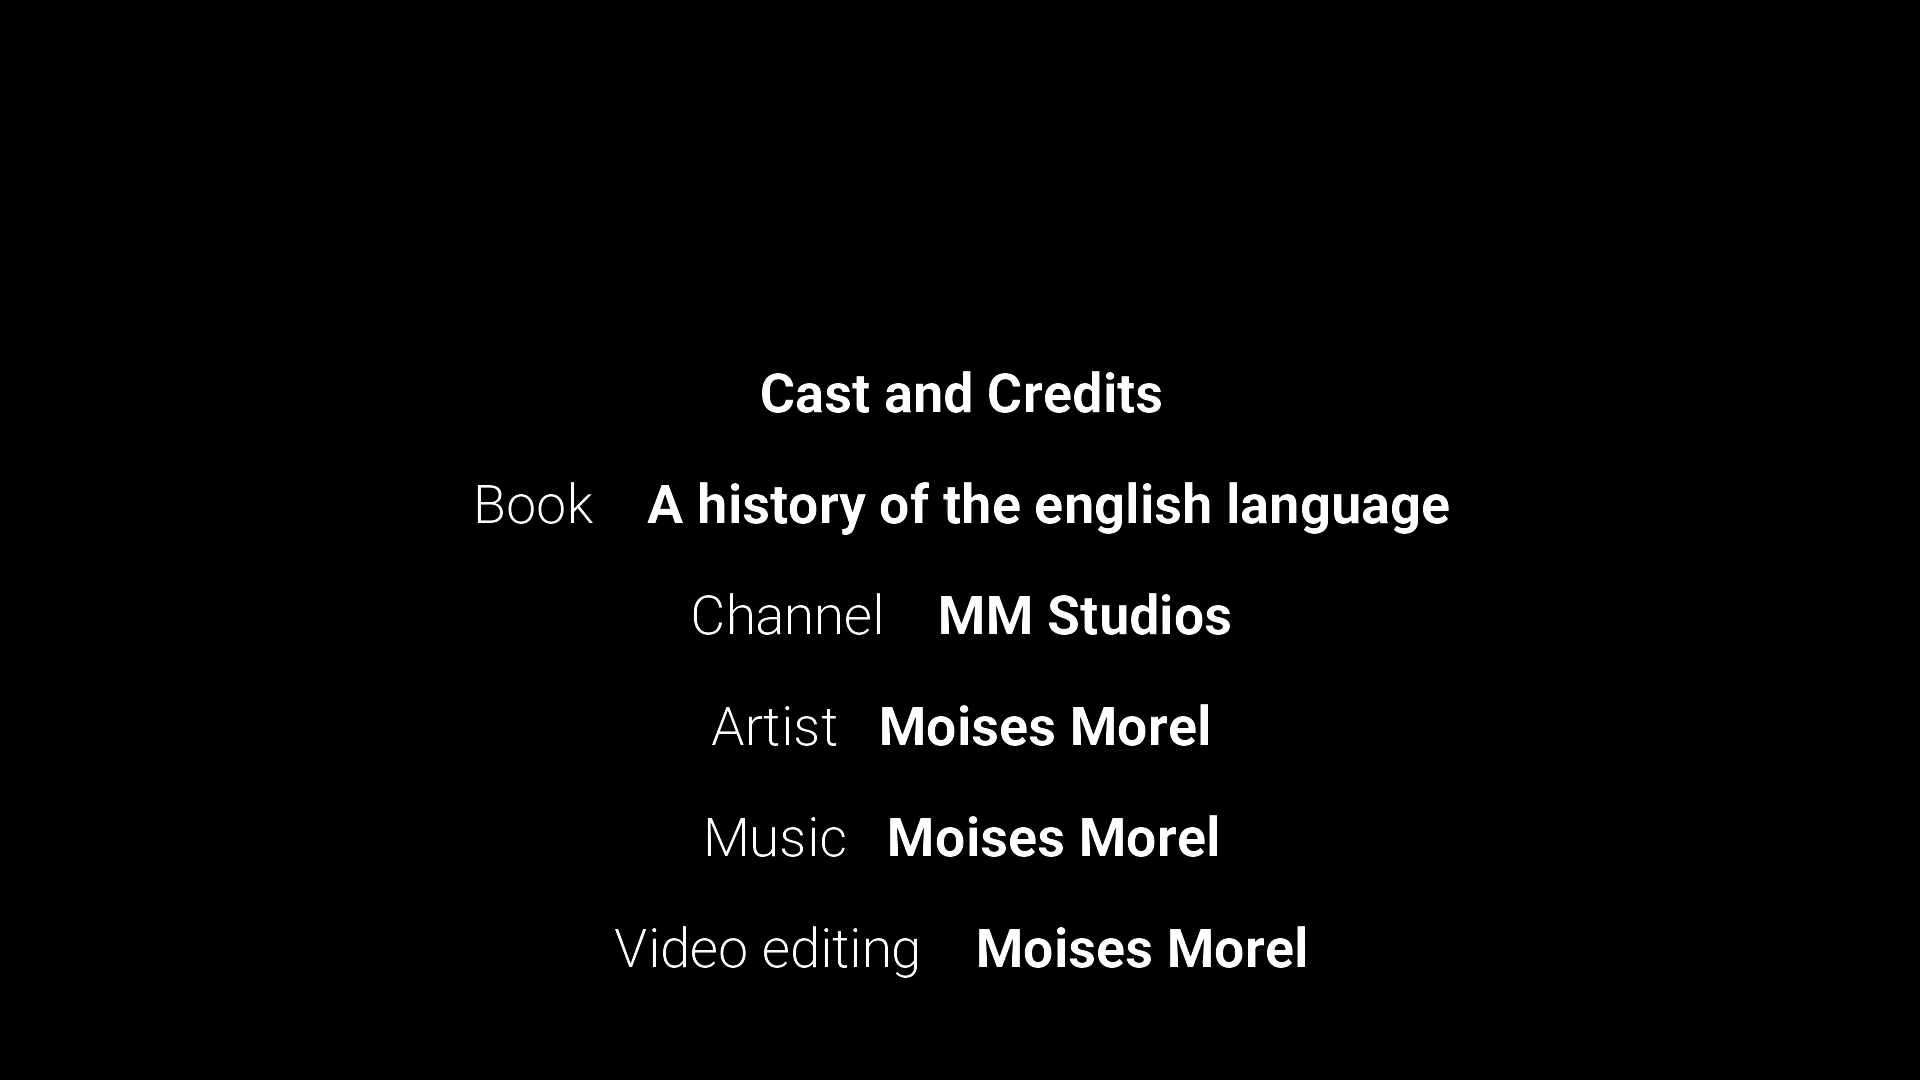 Cast and Credits
Book A history of the english language
Channel MM Studios
Artist Moises Morel
Music Moises Morel
Video editing Moises Morel